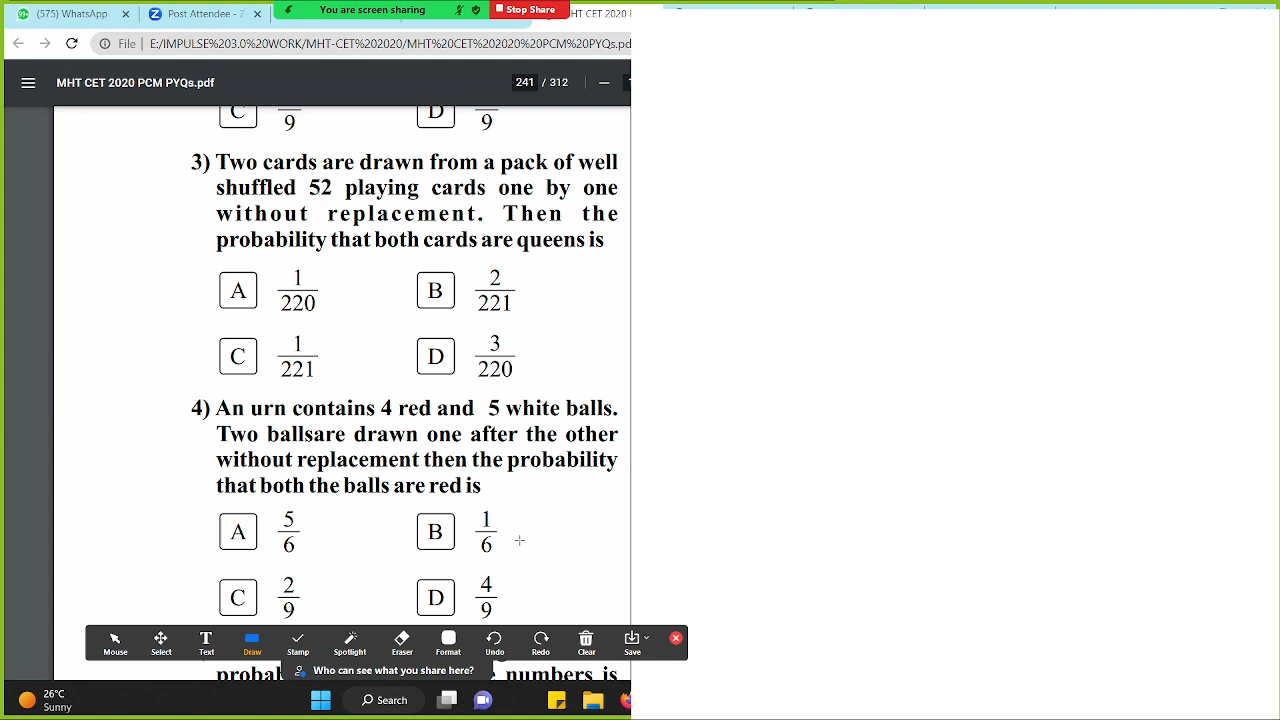 (575) WhatsApp
Post Attendee - Z
You are screen sharing
Stop Share
HT CET 2020
File
E:/IMPULSE%203.0%20WORK/MHT-CET%202020/MHT%20CET%202020%20PCM%20PYQs.pd
MHT CET 2020 PCM PYQs.pdf
241 / 312
C 9
D 9
3) Two cards are drawn from a pack of well
shuffled 52 playing cards one by one
without replacement. Then the
probability that both cards are queens is
A 1/220
B 2/221
C 1/221
D 3/220
4) An urn contains 4 red and 5 white balls.
Two ballsare drawn one after the other
without replacement then the probability
that both the balls are red is
A 5/6
B 1/6
C 2/9
D 4/9
Mouse Select Text Draw Stamp Spotlight Eraser Format Undo Redo Clear Save
Who can see what you share here?
numbers is
26°C
Sunny
Search